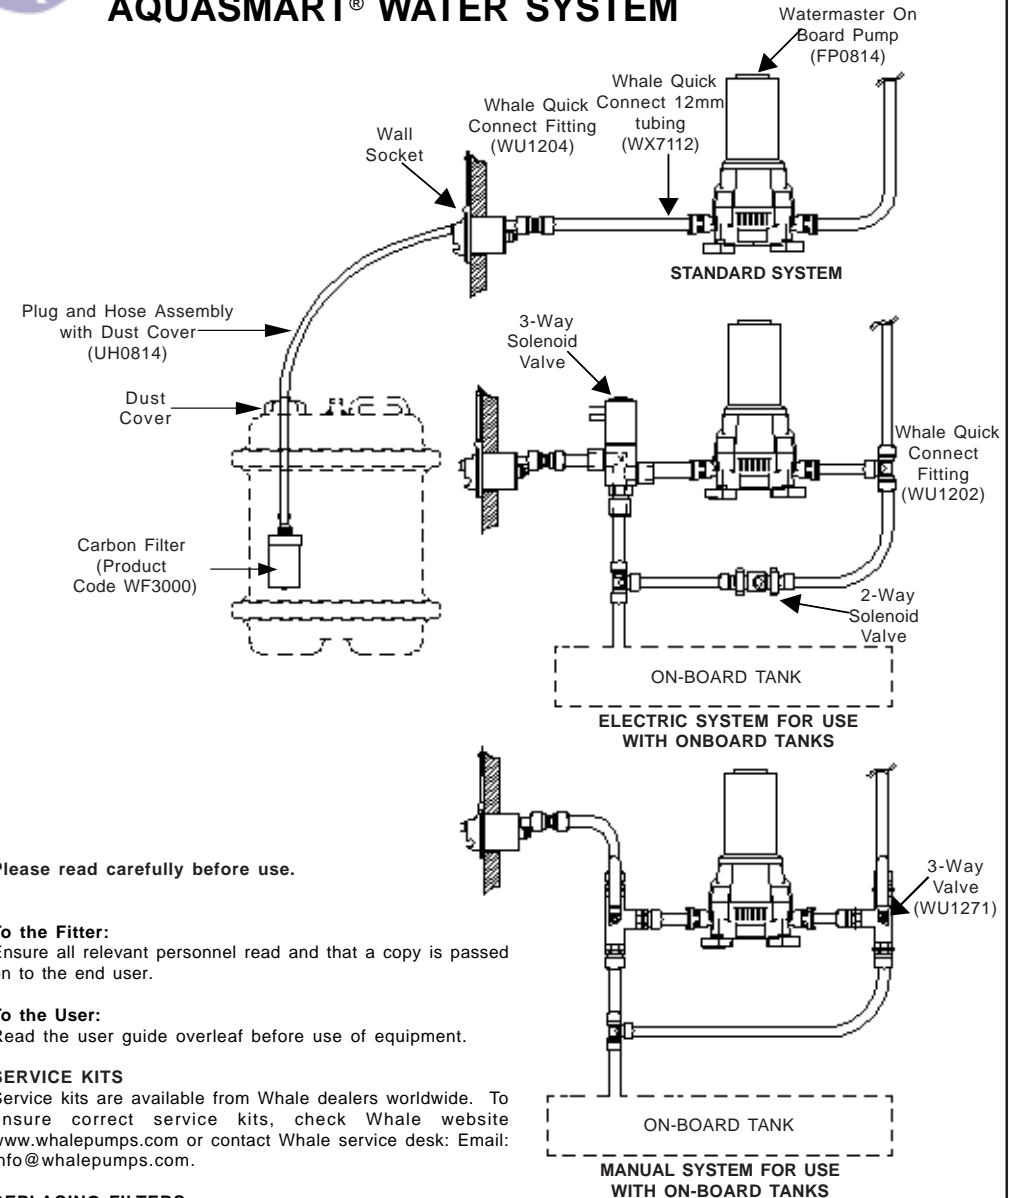 AQUASMART® WATER SYSTEM
Watermaster On
Board Pump
(FP0814)
Whale Quick
Connect 12mm
tubing
(WX7112)
Whale Quick
Connect Fitting
(WU1204)
Wall
Socket
STANDARD SYSTEM
Plug and Hose Assembly
with Dust Cover
(UH0814)
Dust
Cover
Carbon Filter
(Product
Code WF3000)
3-Way
Solenoid
Valve
Whale Quick
Connect
Fitting
(WU1202)
2-Way
Solenoid
Valve
ON-BOARD TANK
ELECTRIC SYSTEM FOR USE
WITH ONBOARD TANKS
3-Way
Valve
(WU1271)
ON-BOARD TANK
MANUAL SYSTEM FOR USE
WITH ON-BOARD TANKS
Please read carefully before use.
To the Fitter:
Ensure all relevant personnel read and that a copy is passed
on to the end user.
To the User:
Read the user guide overleaf before use of equipment.
SERVICE KITS
Service kits are available from Whale dealers worldwide. To
ensure correct service kits, check Whale website
www.whalepumps.com or contact Whale service desk: Email:
info@whalepumps.com.
REPLACING FILTERS